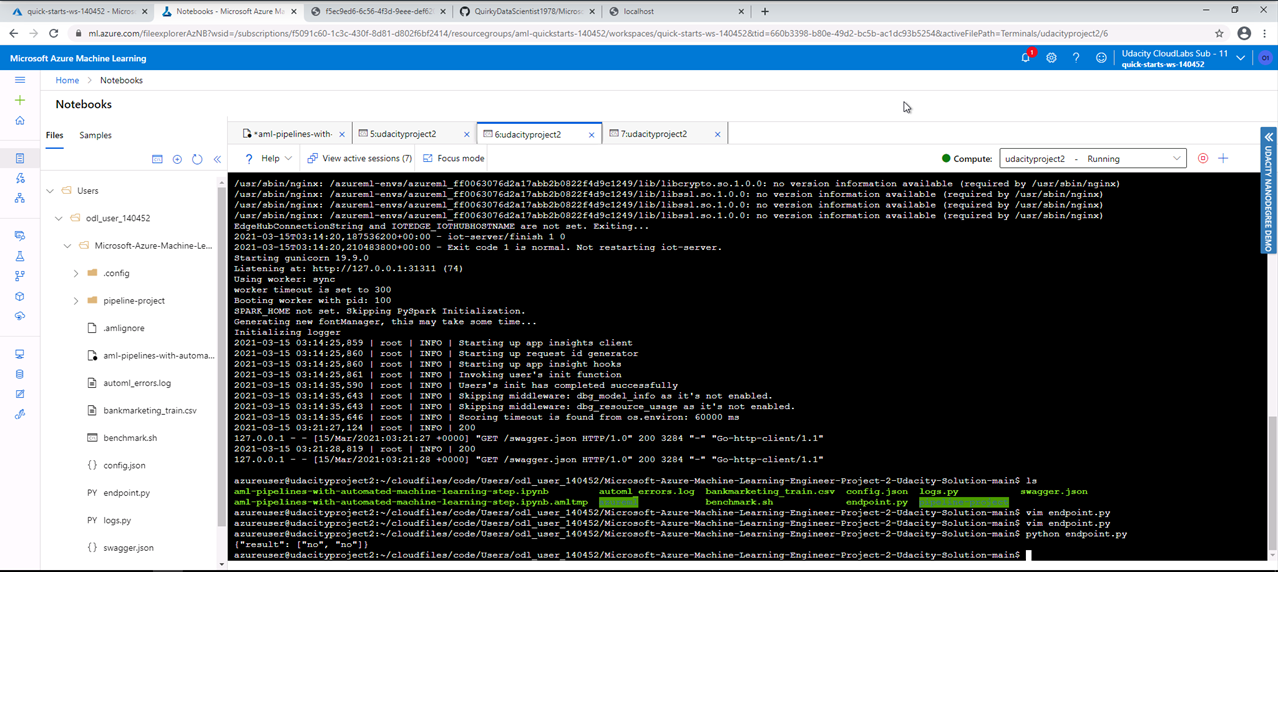 quick-starts-ws-140452 - Micros
Notebooks - Microsoft Azure Ma
f5ec9ed6-6c56-4f3d-9eee-def62
QuirkyDataScientist1978/Micros
localhost
ml.azure.com/fileexplorerAzNB?wsid=/subscriptions/f5091c60-1c3c-430f-8d81-d802f6bf2414/resourcegroups/aml-quickstarts-140452/workspaces/quick-starts-ws-140452&tid=660b3398-b80e-49d2-bc5b-ac1dc93b5254&activeFilePath=Terminals/udacityproject2/6
Microsoft Azure Machine Learning
1
Udacity CloudLabs Sub - 11
quick-starts-ws-140452
OI
Home > Notebooks
Notebooks
Files Samples
*aml-pipelines-with-
5:udacityproject2
6:udacityproject2
7:udacityproject2
? Help
View active sessions (7)
Focus mode
Compute: udacityproject2 - Running
UDACITY NANODEGREE DEMO
Users
odl_user_140452
Microsoft-Azure-Machine-Le...
.config
pipeline-project
.amlignore
aml-pipelines-with-automa...
automl_errors.log
bankmarketing_train.csv
benchmark.sh
{} config.json
PY endpoint.py
PY logs.py
{} swagger.json
/usr/sbin/nginx: /azureml-envs/azureml_ff0063076d2a17abb2b0822f4d9c1249/lib/libcrypto.so.1.0.0: no version information available (required by /usr/sbin/nginx)
/usr/sbin/nginx: /azureml-envs/azureml_ff0063076d2a17abb2b0822f4d9c1249/lib/libcrypto.so.1.0.0: no version information available (required by /usr/sbin/nginx)
/usr/sbin/nginx: /azureml-envs/azureml_ff0063076d2a17abb2b0822f4d9c1249/lib/libssl.so.1.0.0: no version information available (required by /usr/sbin/nginx)
/usr/sbin/nginx: /azureml-envs/azureml_ff0063076d2a17abb2b0822f4d9c1249/lib/libssl.so.1.0.0: no version information available (required by /usr/sbin/nginx)
EdgeHubConnectionString and IOTEDGE_IOTHUBHOSTNAME are not set. Exiting...
2021-03-15T03:14:20,187536200+00:00 - iot-server/finish 1 0
2021-03-15T03:14:20,210483800+00:00 - Exit code 1 is normal. Not restarting iot-server.
Starting gunicorn 19.9.0
Listening at: http://127.0.0.1:31311 (74)
Using worker: sync
worker timeout is set to 300
Booting worker with pid: 100
SPARK_HOME not set. Skipping PySpark Initialization.
Generating new fontManager, this may take some time...
Initializing logger
2021-03-15 03:14:25,859 | root | INFO | Starting up app insights client
2021-03-15 03:14:25,860 | root | INFO | Starting up request id generator
2021-03-15 03:14:25,860 | root | INFO | Starting up app insight hooks
2021-03-15 03:14:25,861 | root | INFO | Invoking user's init function
2021-03-15 03:14:35,590 | root | INFO | Users's init has completed successfully
2021-03-15 03:14:35,643 | root | INFO | Skipping middleware: dbg_model_info as it's not enabled.
2021-03-15 03:14:35,643 | root | INFO | Skipping middleware: dbg_resource_usage as it's not enabled.
2021-03-15 03:14:35,646 | root | INFO | Scoring timeout is found from os.environ: 60000 ms
2021-03-15 03:21:27,124 | root | INFO | 200
127.0.0.1 - - [15/Mar/2021:03:21:27 +0000] "GET /swagger.json HTTP/1.0" 200 3284 "-" "Go-http-client/1.1"
2021-03-15 03:21:28,819 | root | INFO | 200
127.0.0.1 - - [15/Mar/2021:03:21:28 +0000] "GET /swagger.json HTTP/1.0" 200 3284 "-" "Go-http-client/1.1"
azureuser@udacityproject2:~/cloudfiles/code/Users/odl_user_140452/Microsoft-Azure-Machine-Learning-Engineer-Project-2-Udacity-Solution-main$ ls
aml-pipelines-with-automated-machine-learning-step.ipynb automl_errors.log bankmarketing_train.csv config.json logs.py swagger.json
aml-pipelines-with-automated-machine-learning-step.ipynb.amltmp benchmark.sh endpoint.py
azureuser@udacityproject2:~/cloudfiles/code/Users/odl_user_140452/Microsoft-Azure-Machine-Learning-Engineer-Project-2-Udacity-Solution-main$ vim endpoint.py
azureuser@udacityproject2:~/cloudfiles/code/Users/odl_user_140452/Microsoft-Azure-Machine-Learning-Engineer-Project-2-Udacity-Solution-main$ vim endpoint.py
azureuser@udacityproject2:~/cloudfiles/code/Users/odl_user_140452/Microsoft-Azure-Machine-Learning-Engineer-Project-2-Udacity-Solution-main$ python endpoint.py
{"result": ["no", "no"]}
azureuser@udacityproject2:~/cloudfiles/code/Users/odl_user_140452/Microsoft-Azure-Machine-Learning-Engineer-Project-2-Udacity-Solution-main$